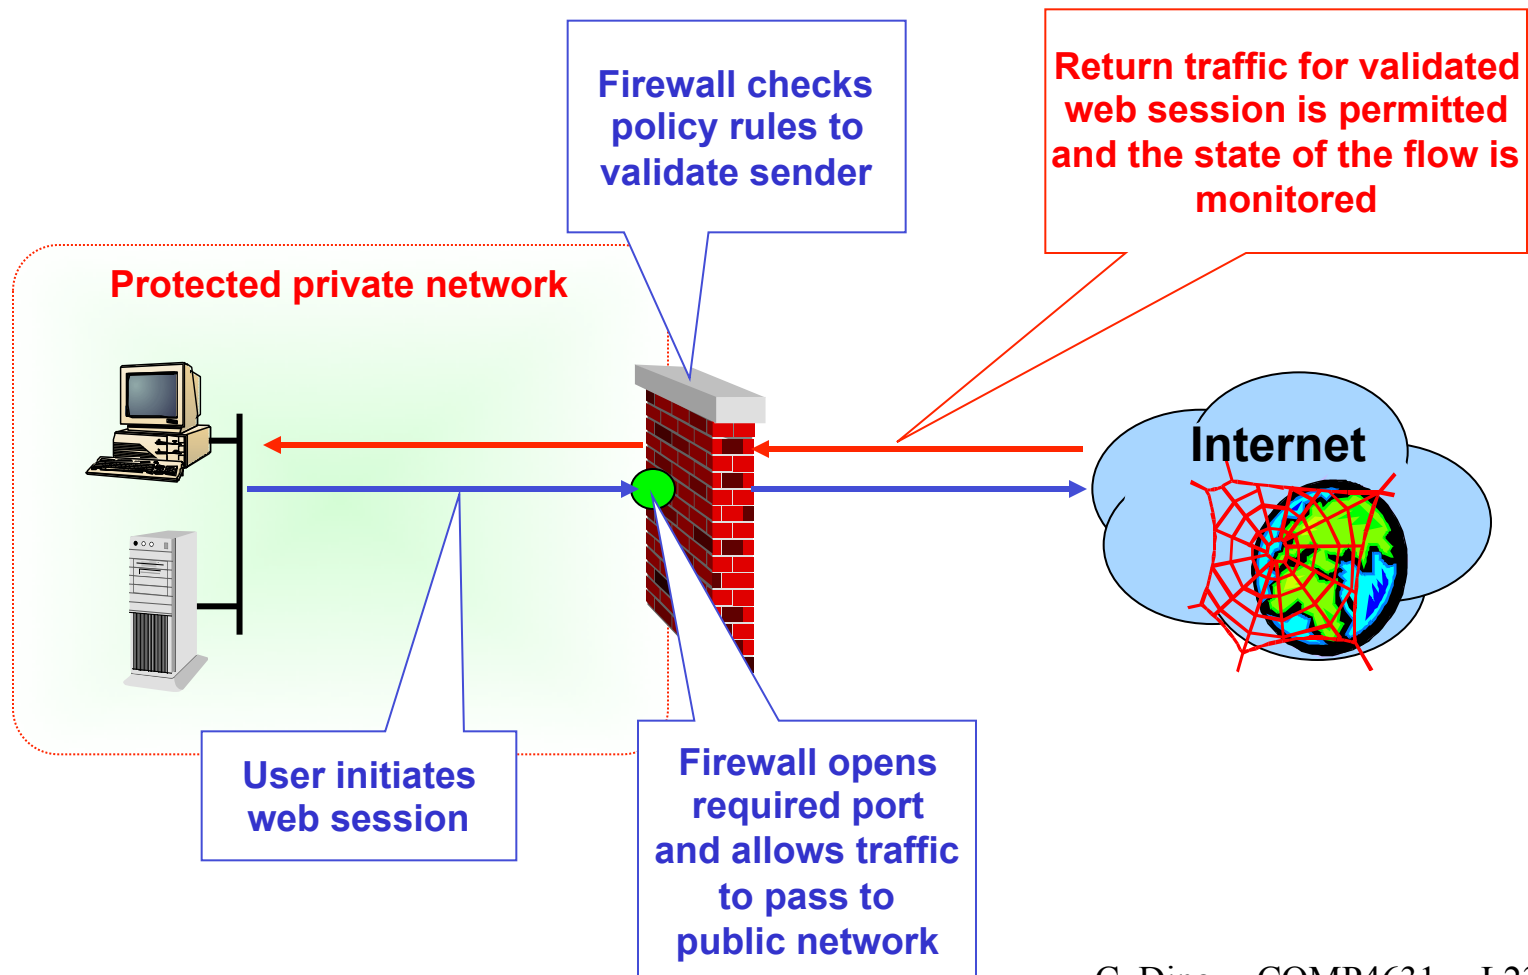 Firewall checks
policy rules to
validate sender
Return traffic for validated
web session is permitted
and the state of the flow is
monitored
Protected private network
Internet
User initiates
web session
Firewall opens
required port
and allows traffic
to pass to
public network
COMP4631